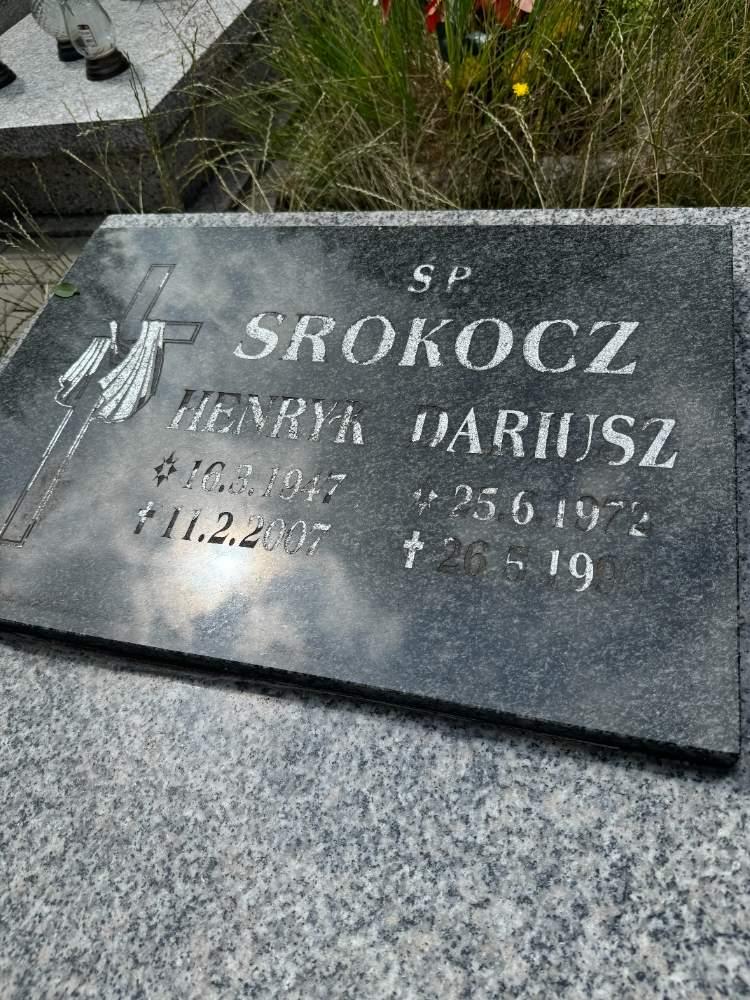 S.P.
SROKOCZ
HENRYK DARIUSZ
* 16.3.1947 * 25.6.1972
† 11.2.2007 † 26.5